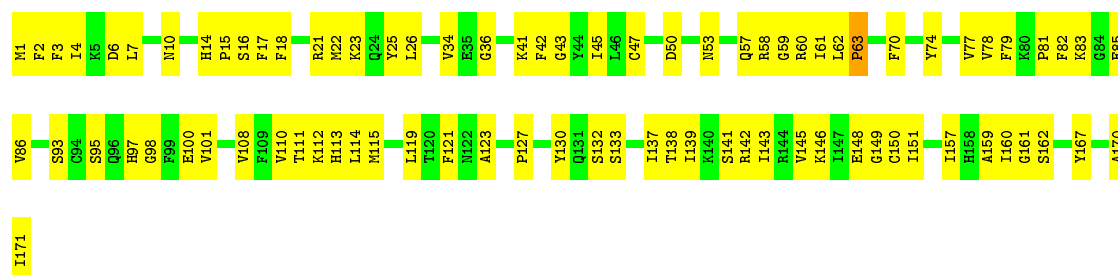 M1 F2 F3 I4 K5 D6 L7 N10 H14 P15 S16 F17 F18 R21 M22 K23 Q24 Y25 L26 V34 E35 G36 K41 F42 G43 Y44 I45 L46 C47 D50 N53 Q57 R58 G59 R60 I61 L62 P63 F70 Y74 V77 V78 F79 K80 P81 F82 K83 G84
V86 S93 C94 S95 Q96 H97 G98 F99 E100 V101 V108 F109 V110 T111 K112 H113 L114 M115 L119 T120 F121 N122 A123 P127 Y130 Q131 S132 S133 I137 T138 I139 K140 S141 R142 I143 R144 V145 K146 I147 E148 G149 C150 I151 I157 H158 A159 I160 G161 S162 Y167 A170
I171